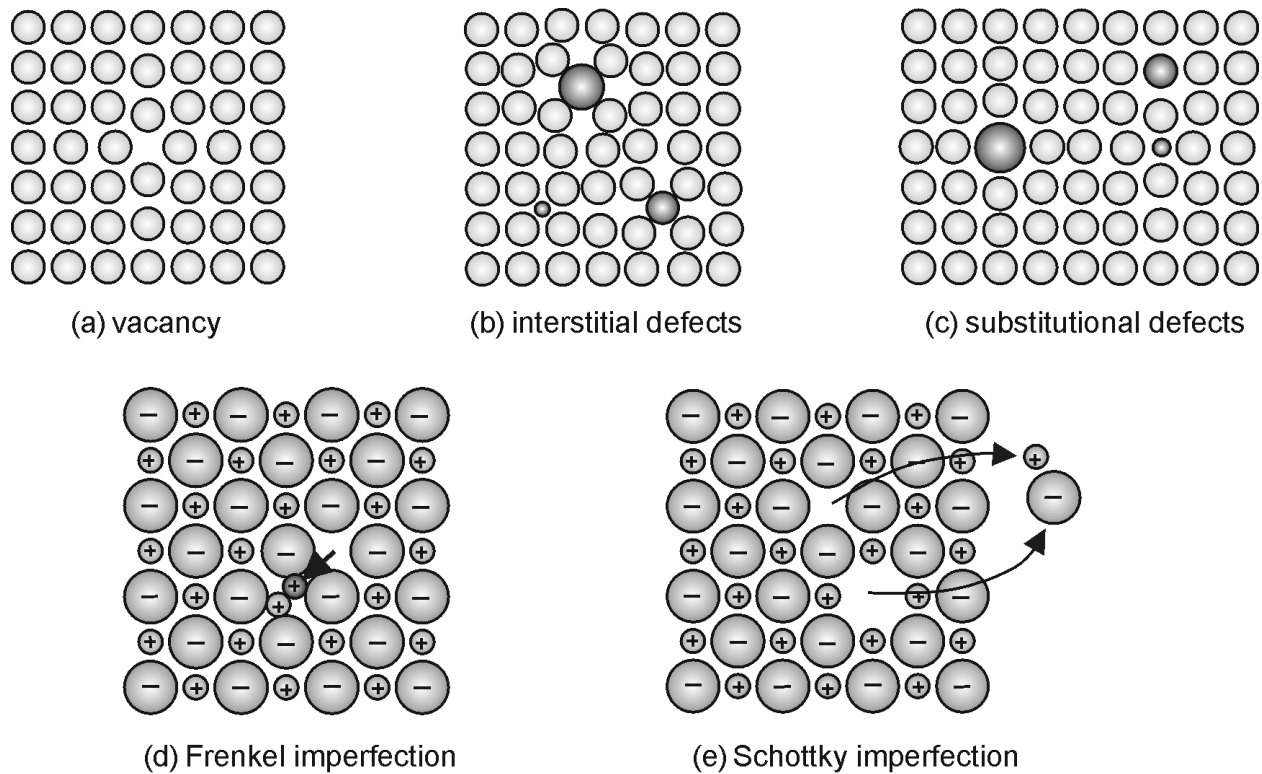 (a) vacancy
(b) interstitial defects
(c) substitutional defects
− + − + − + −
+ − + − + − +
− + − + − + −
+ − + − − +
+
− + + − + −
+ − + − + − +
− + − + − + −
(d) Frenkel imperfection
− + − + − + −
+ − + − + − +
+
− + − − + −
−
+ − + − + − +
− + − + + −
+ − + − + − +
− + − + − + −
(e) Schottky imperfection